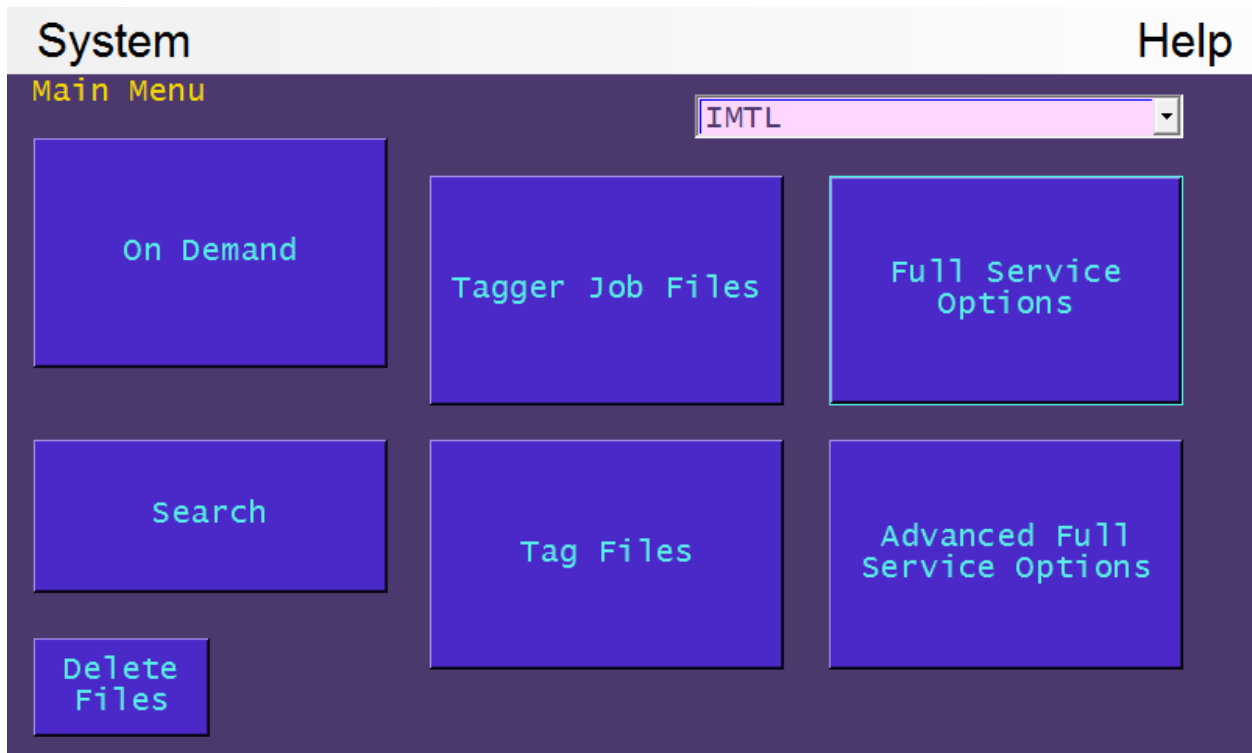 System Help
Main Menu
IMTL
On Demand
Tagger Job Files
Full Service
Options
Search
Tag Files
Advanced Full
Service Options
Delete
Files